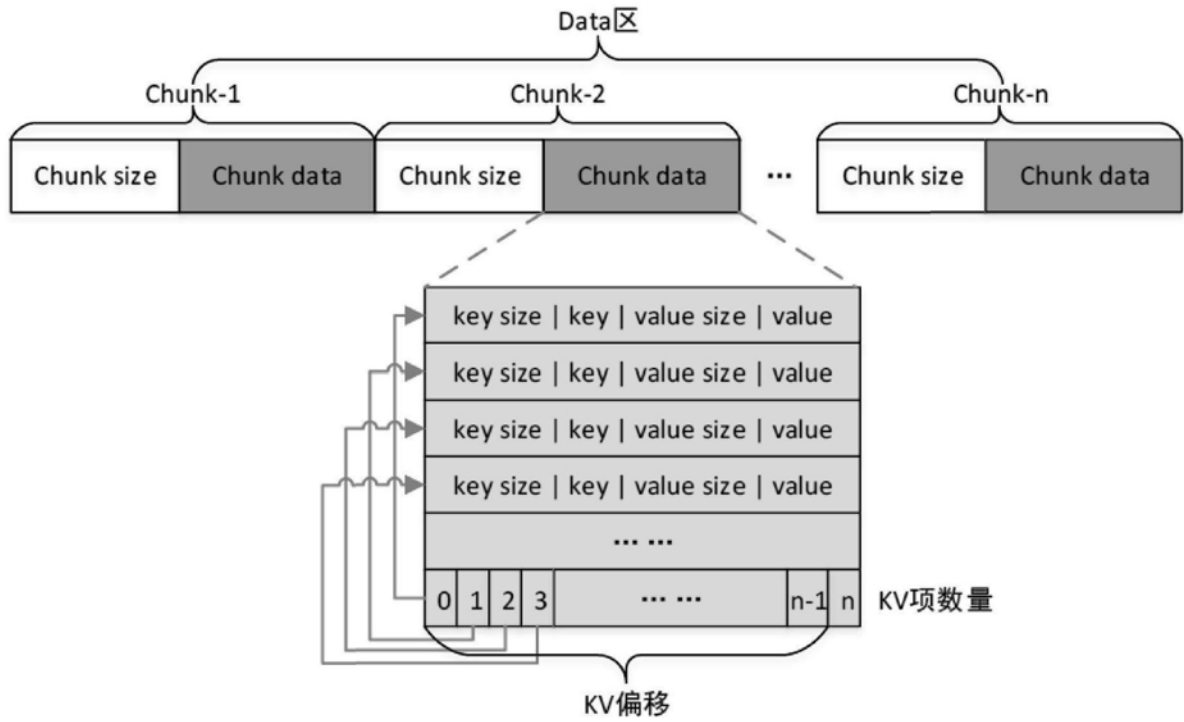 Data区
Chunk-1 Chunk-2 Chunk-n
Chunk size Chunk data Chunk size Chunk data ... Chunk size Chunk data
key size | key | value size | value
key size | key | value size | value
key size | key | value size | value
key size | key | value size | value
... ...
0 1 2 3 ... ... n-1 n KV项数量
KV偏移